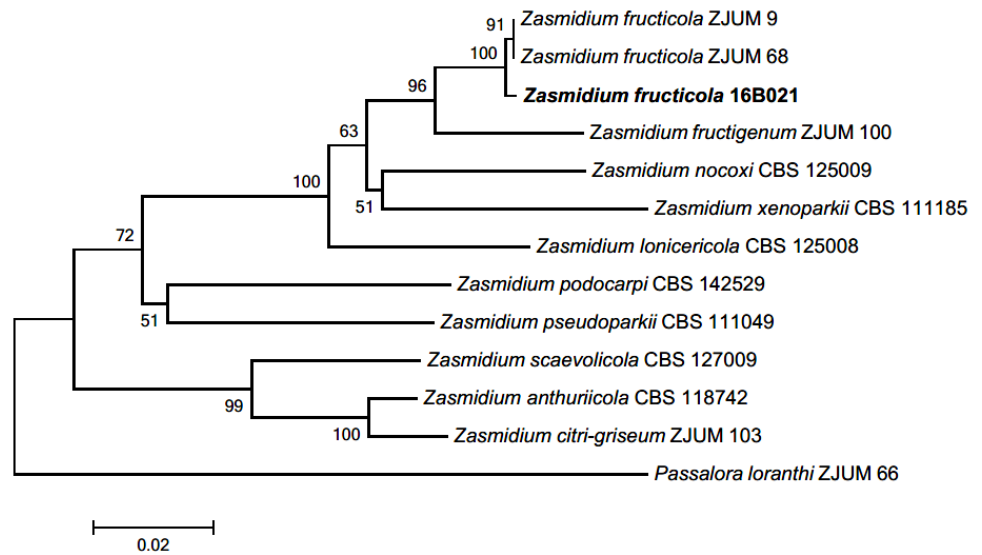 91
Zasmidium fructicola ZJUM 9
100
Zasmidium fructicola ZJUM 68
96
Zasmidium fructicola 16B021
63
Zasmidium fructigenum ZJUM 100
100
Zasmidium nocoxi CBS 125009
51
Zasmidium xenoparkii CBS 111185
72
Zasmidium lonicericola CBS 125008
Zasmidium podocarpi CBS 142529
51
Zasmidium pseudoparkii CBS 111049
Zasmidium scaevolicola CBS 127009
99
Zasmidium anthuriicola CBS 118742
100
Zasmidium citri-griseum ZJUM 103
Passalora loranthi ZJUM 66
0.02